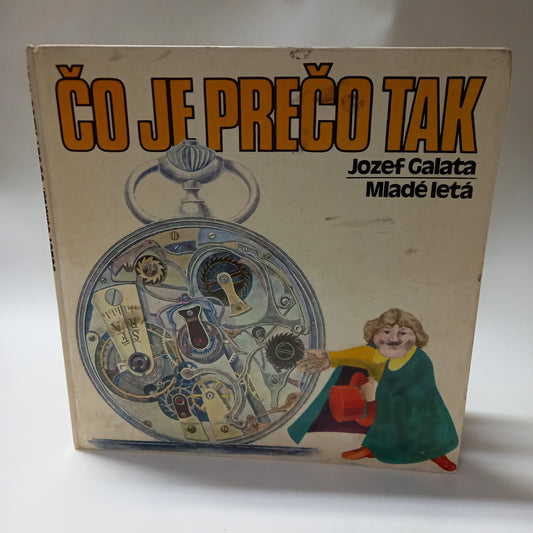 ČO JE PREČO TAK
Jozef Galata
Mladé letá